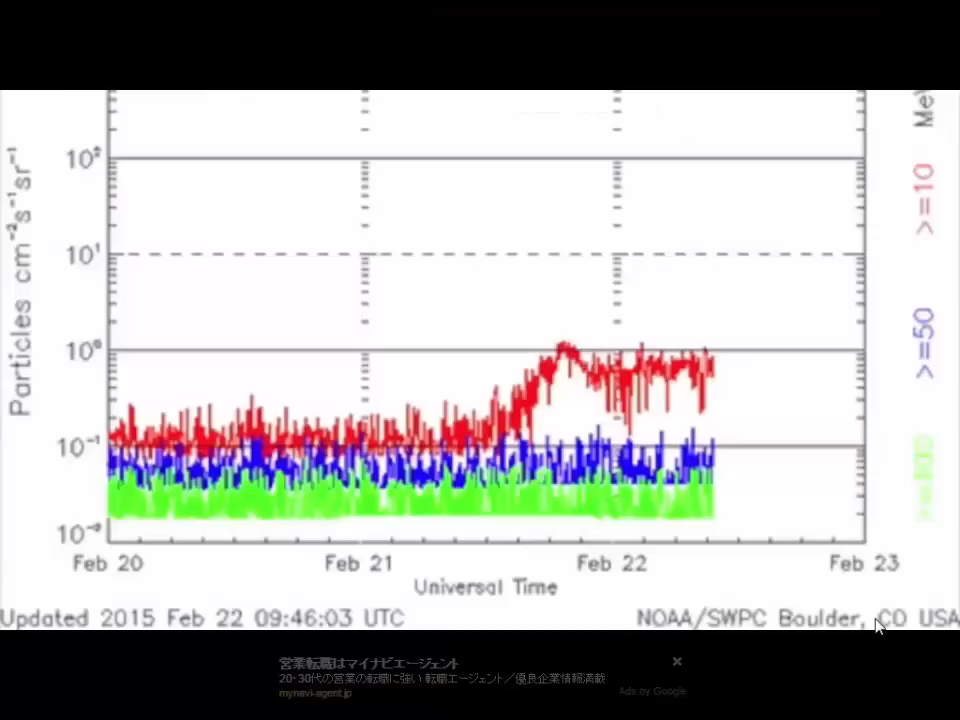 Particles cm⁻²s⁻¹sr⁻¹
10²
10¹
10⁰
10⁻¹
10⁻²
Feb 20
Feb 21
Feb 22
Feb 23
Universal Time
MeV
>=10
>=50
Updated 2015 Feb 22 09:46:03 UTC
NOAA/SWPC Boulder, CO USA
営業転職はマイナビエージェント
20・30代の営業の転職に強い 転職エージェント／優良企業情報満載
mynavi-agent.jp
Ads by Google